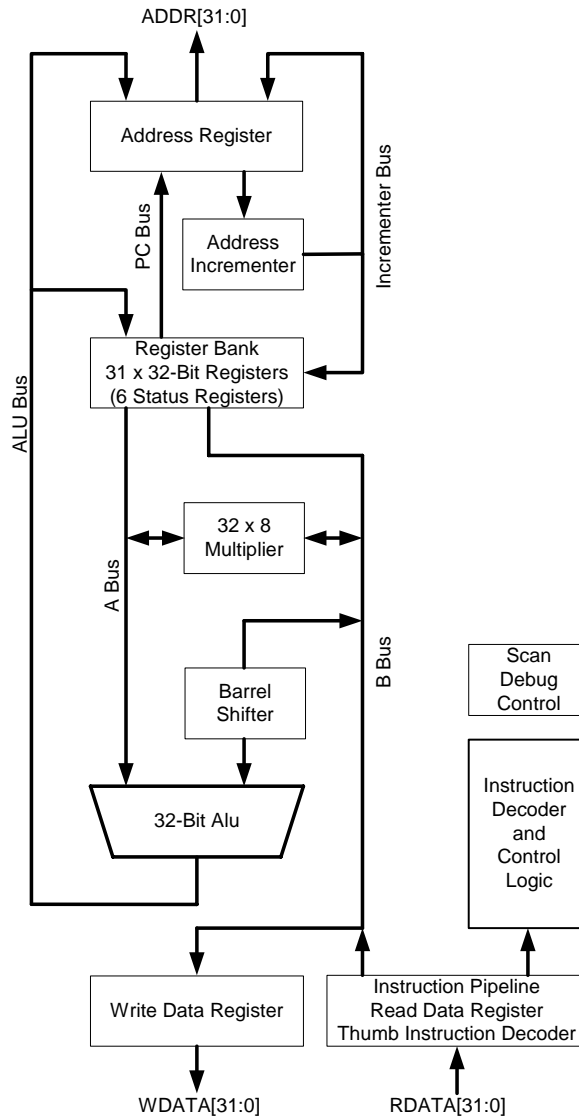 ADDR[31:0]
Address Register
PC Bus
Incrementer Bus
Address
Incrementer
Register Bank
31 x 32-Bit Registers
(6 Status Registers)
ALU Bus
32 x 8
Multiplier
A Bus
B Bus
Scan
Debug
Control
Barrel
Shifter
32-Bit Alu
Instruction
Decoder
and
Control
Logic
Write Data Register
Instruction Pipeline
Read Data Register
Thumb Instruction Decoder
WDATA[31:0]
RDATA[31:0]